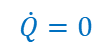 Q̇ = 0